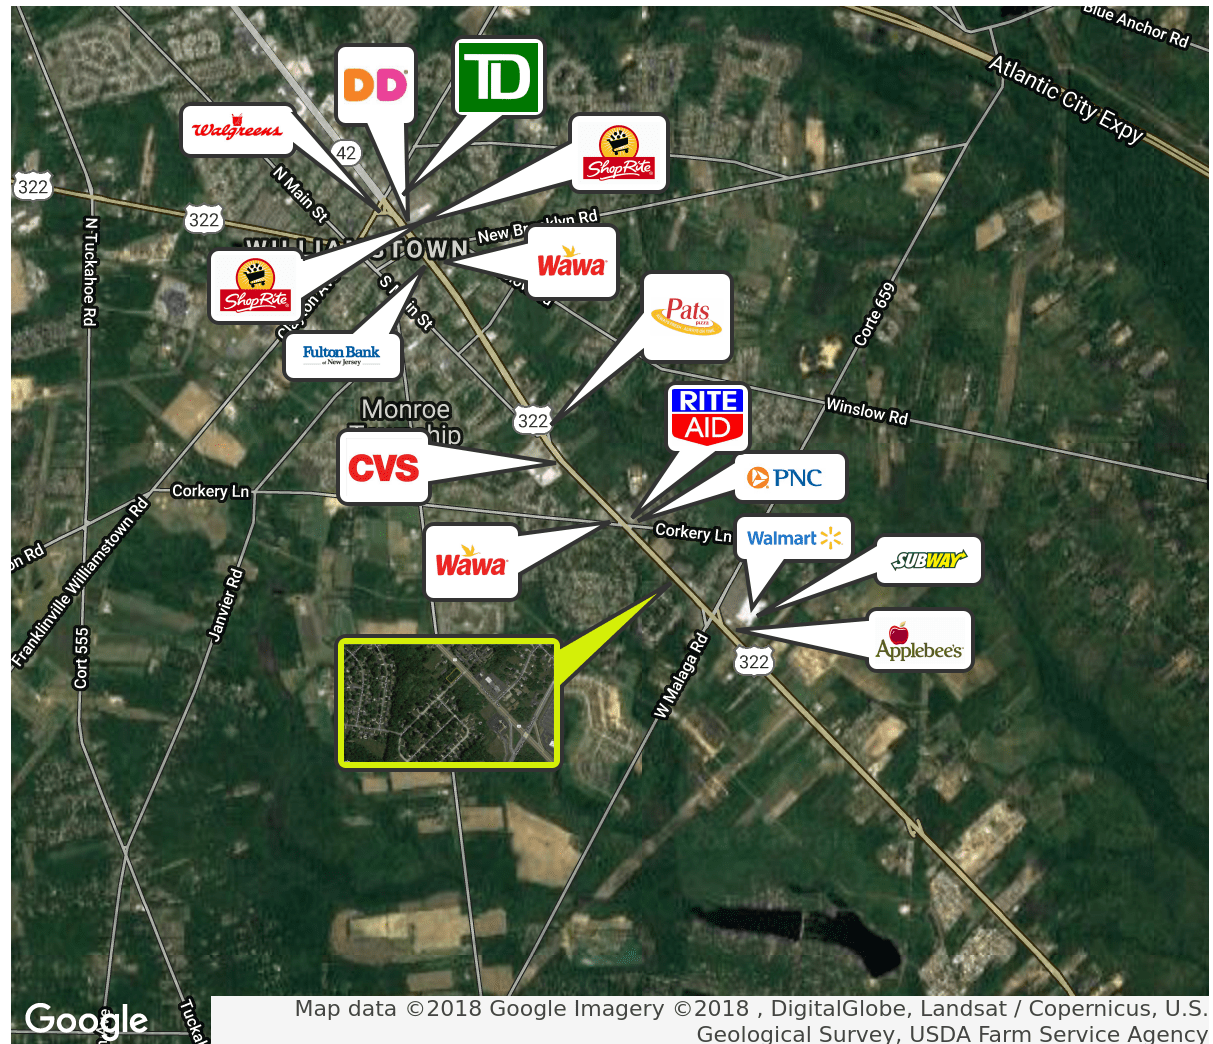 Blue Anchor Rd
Atlantic City Expy
DD
TD
Walgreens
42
ShopRite
322
N Main St
322
N Tuckahoe Rd
WILLIAMSTOWN
Wawa
ShopRite
S Main St
Corte 659
Pats
pizza
Fulton Bank
of New Jersey
RITE
AID
Monroe
322
Winslow Rd
CVS
PNC
Corkery Ln
Corkery Ln
Walmart
Wawa
SUBWAY
on Rd
Franklinville Williamstown Rd
Janvier Rd
Cort 555
Applebee's
322
W Malaga Rd
Google
Map data ©2018 Google Imagery ©2018 , DigitalGlobe, Landsat / Copernicus, U.S.
Geological Survey, USDA Farm Service Agency